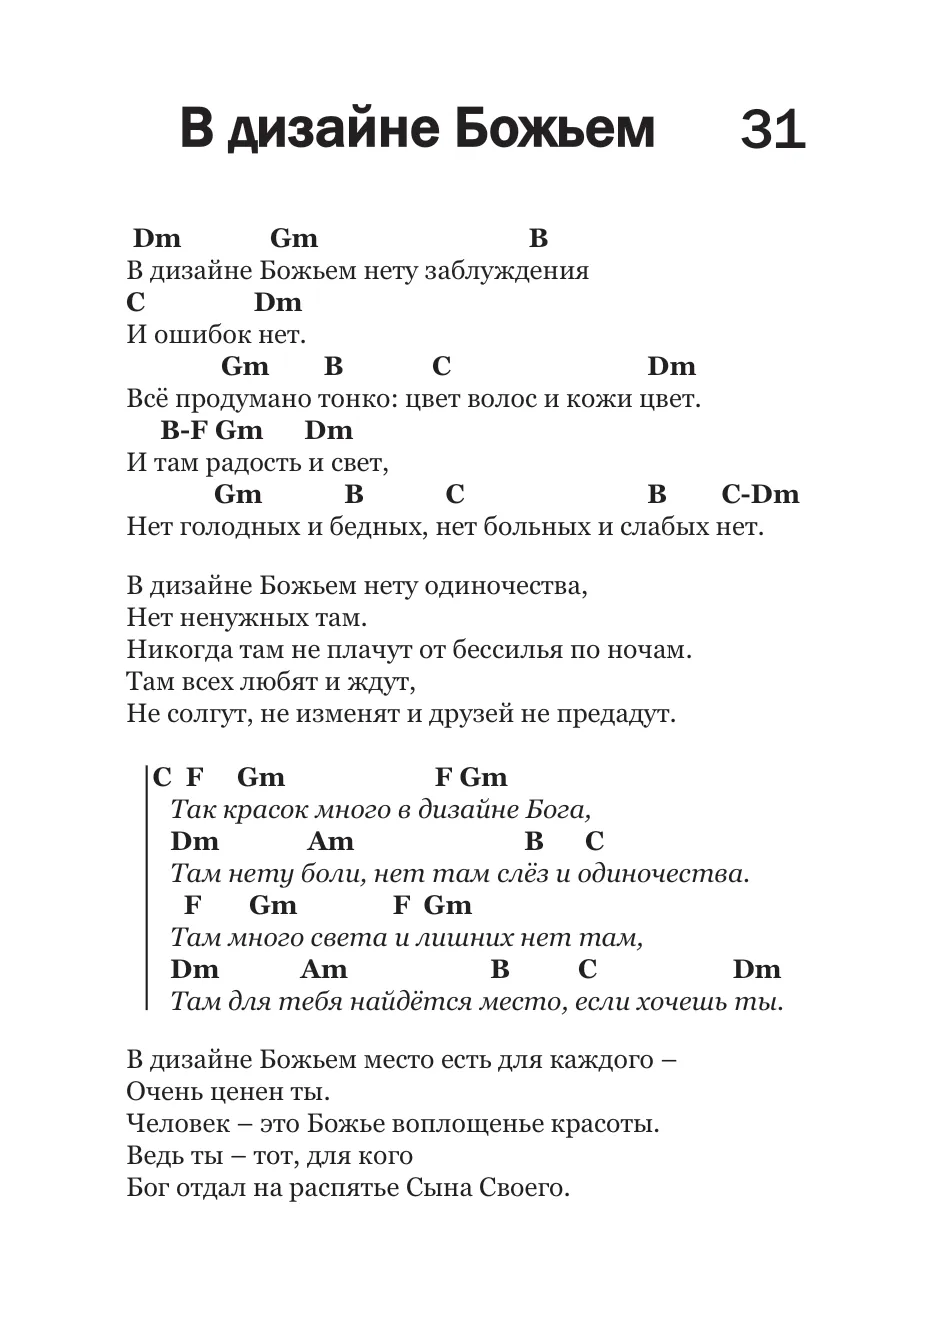 В дизайне Божьем 31
Dm Gm B
В дизайне Божьем нету заблуждения
C Dm
И ошибок нет.
Gm B C Dm
Всё продумано тонко: цвет волос и кожи цвет.
B-F Gm Dm
И там радость и свет,
Gm B C B C-Dm
Нет голодных и бедных, нет больных и слабых нет.
В дизайне Божьем нету одиночества,
Нет ненужных там.
Никогда там не плачут от бессилья по ночам.
Там всех любят и ждут,
Не солгут, не изменят и друзей не предадут.
C F Gm F Gm
Так красок много в дизайне Бога,
Dm Am B C
Там нету боли, нет там слёз и одиночества.
F Gm F Gm
Там много света и лишних нет там,
Dm Am B C Dm
Там для тебя найдётся место, если хочешь ты.
В дизайне Божьем место есть для каждого –
Очень ценен ты.
Человек – это Божье воплощенье красоты.
Ведь ты – тот, для кого
Бог отдал на распятье Сына Своего.